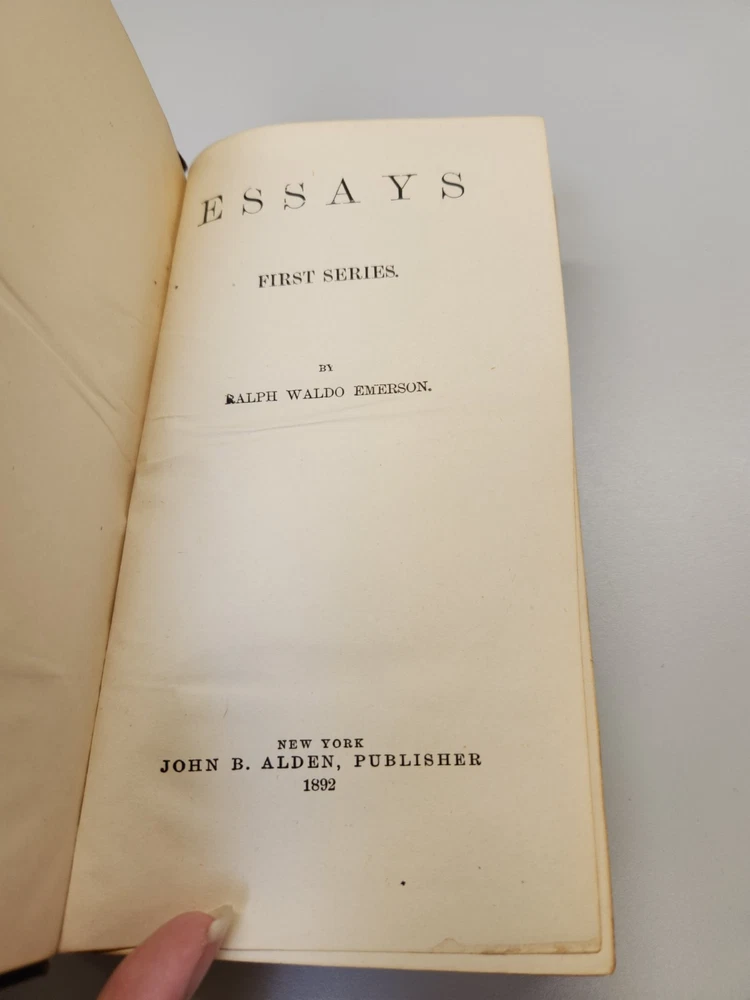 ESSAYS
FIRST SERIES.
BY
RALPH WALDO EMERSON.
NEW YORK
JOHN B. ALDEN, PUBLISHER
1892